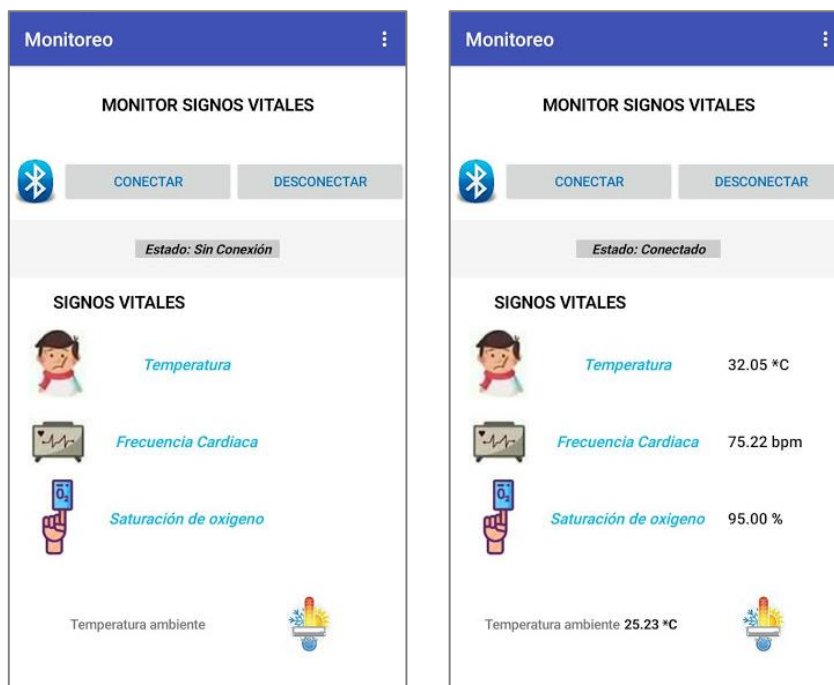 Monitoreo
MONITOR SIGNOS VITALES
CONECTAR DESCONECTAR
Estado: Sin Conexión
SIGNOS VITALES
Temperatura
Frecuencia Cardiaca
O2
Saturación de oxigeno
Temperatura ambiente
Monitoreo
MONITOR SIGNOS VITALES
CONECTAR DESCONECTAR
Estado: Conectado
SIGNOS VITALES
Temperatura 32.05 *C
Frecuencia Cardiaca 75.22 bpm
O2
Saturación de oxigeno 95.00 %
Temperatura ambiente 25.23 *C